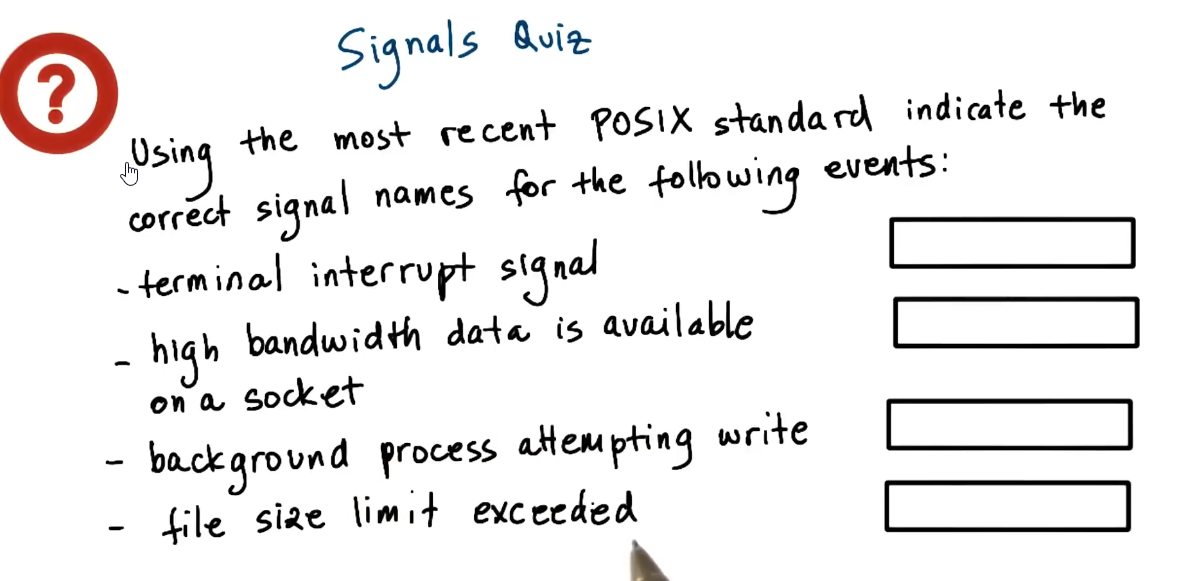 ?
Signals Quiz
Using the most recent POSIX standard indicate the
correct signal names for the following events:
- terminal interrupt signal
- high bandwidth data is available
on a socket
- background process attempting write
- file size limit exceeded